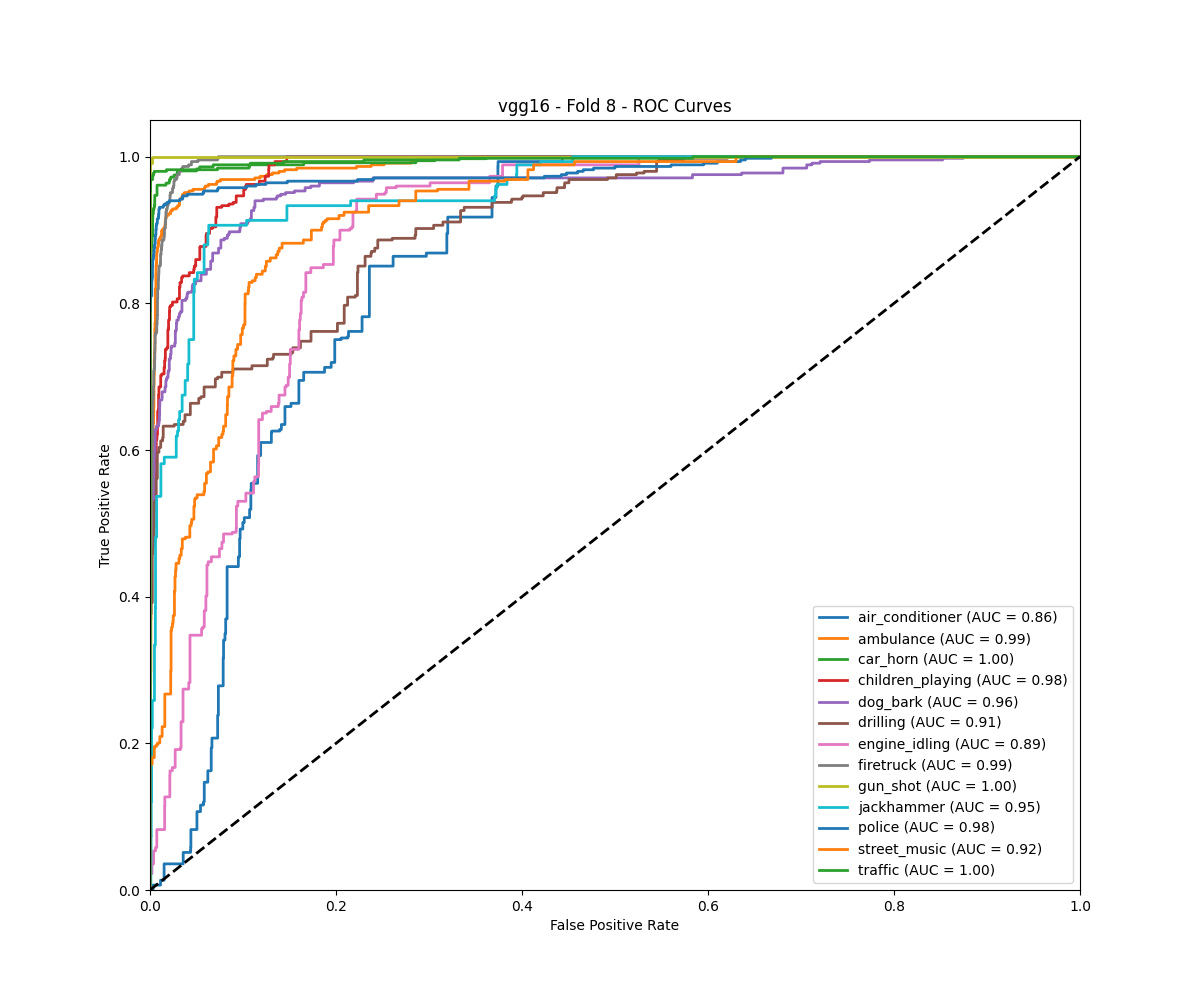 vgg16 - Fold 8 - ROC Curves
True Positive Rate
1.0
0.8
0.6
0.4
0.2
0.0
air_conditioner (AUC = 0.86)
ambulance (AUC = 0.99)
car_horn (AUC = 1.00)
children_playing (AUC = 0.98)
dog_bark (AUC = 0.96)
drilling (AUC = 0.91)
engine_idling (AUC = 0.89)
firetruck (AUC = 0.99)
gun_shot (AUC = 1.00)
jackhammer (AUC = 0.95)
police (AUC = 0.98)
street_music (AUC = 0.92)
traffic (AUC = 1.00)
0.0 0.2 0.4 0.6 0.8 1.0
False Positive Rate